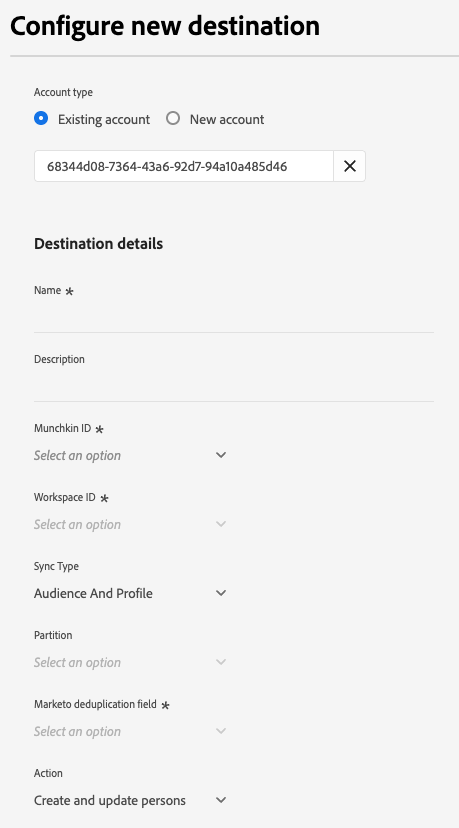 Configure new destination
Account type
Existing account New account
68344d08-7364-43a6-92d7-94a10a485d46
Destination details
Name *
Description
Munchkin ID *
Select an option
Workspace ID *
Select an option
Sync Type
Audience And Profile
Partition
Select an option
Marketo deduplication field *
Select an option
Action
Create and update persons